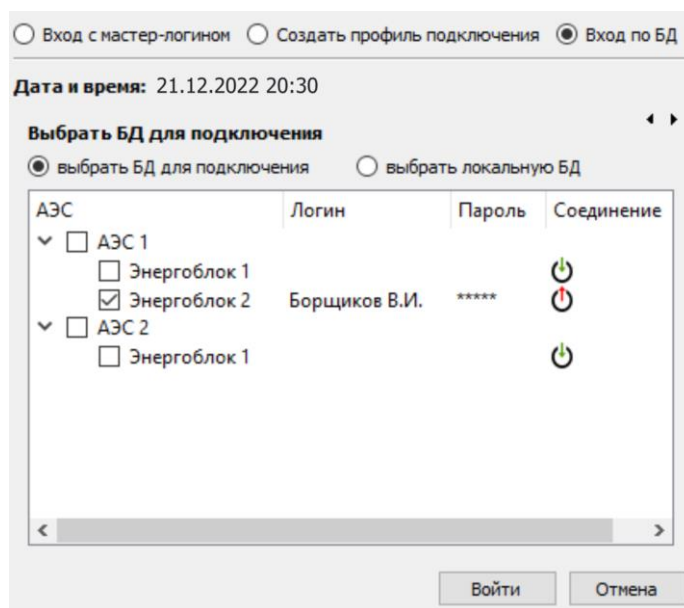 Вход с мастер-логином Создать профиль подключения Вход по БД
Дата и время: 21.12.2022 20:30
Выбрать БД для подключения
выбрать БД для подключения выбрать локальную БД
АЭС Логин Пароль Соединение
АЭС 1
Энергоблок 1
Энергоблок 2 Борщиков В.И. *****
АЭС 2
Энергоблок 1
Войти Отмена